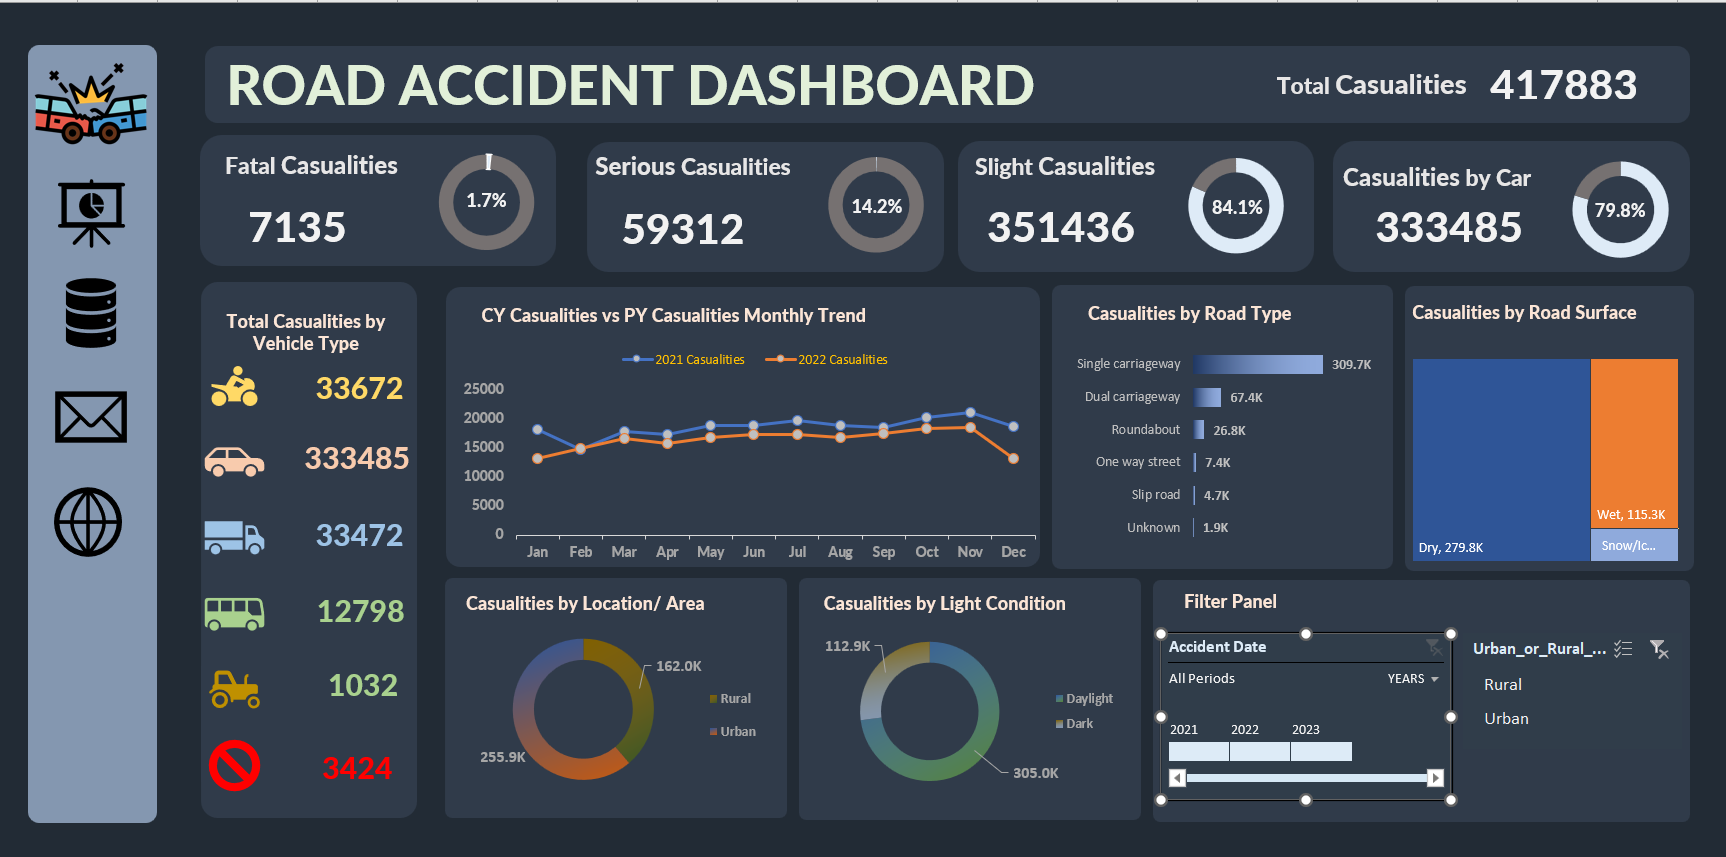 ROAD ACCIDENT DASHBOARD
Total Casualities 417883
Fatal Casualities
7135
1.7%
Serious Casualities
59312
14.2%
Slight Casualities
351436
84.1%
Casualities by Car
333485
79.8%
Total Casualities by
Vehicle Type
33672
333485
33472
12798
1032
3424
CY Casualities vs PY Casualities Monthly Trend
2021 Casualities
2022 Casualities
25000
20000
15000
10000
5000
0
Jan Feb Mar Apr May Jun Jul Aug Sep Oct Nov Dec
Casualities by Road Type
Single carriageway 309.7K
Dual carriageway 67.4K
Roundabout 26.8K
One way street 7.4K
Slip road 4.7K
Unknown 1.9K
Casualities by Road Surface
Dry, 279.8K
Wet, 115.3K
Snow/Ic...
Casualities by Location/ Area
162.0K
255.9K
Rural
Urban
Casualities by Light Condition
112.9K
305.0K
Daylight
Dark
Filter Panel
Accident Date
All Periods YEARS
2021 2022 2023
Urban_or_Rural_...
Rural
Urban